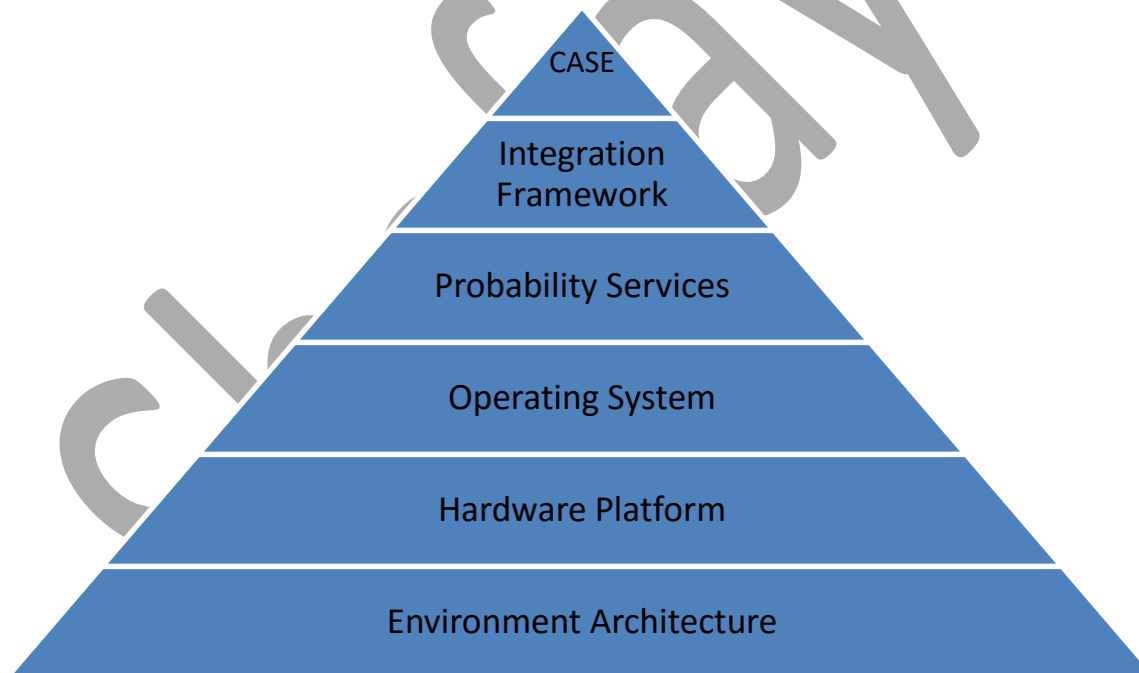 CASE
Integration
Framework
Probability Services
Operating System
Hardware Platform
Environment Architecture